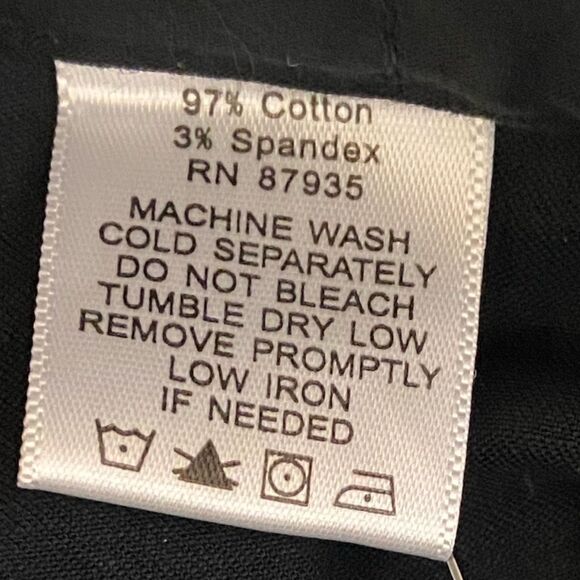 97% Cotton
3% Spandex
RN 87935
MACHINE WASH
COLD SEPARATELY
DO NOT BLEACH
TUMBLE DRY LOW
REMOVE PROMPTLY
LOW IRON
IF NEEDED